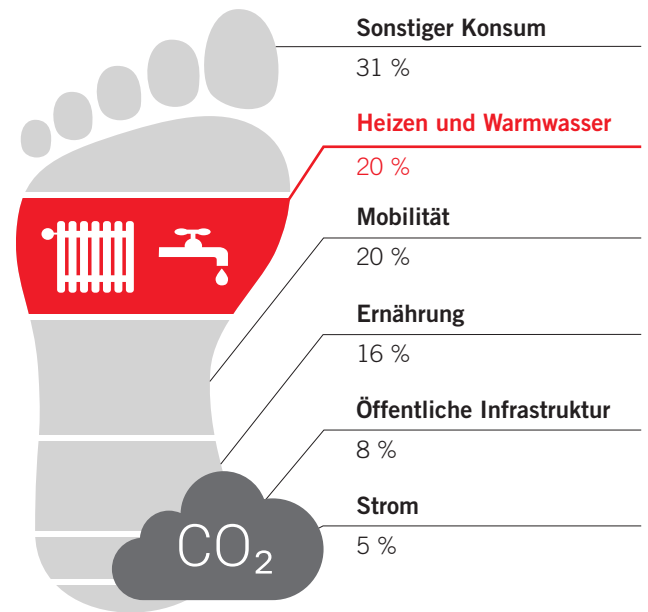 Sonstiger Konsum
31 %
Heizen und Warmwasser
20 %
Mobilität
20 %
Ernährung
16 %
Öffentliche Infrastruktur
8 %
Strom
5 %
CO₂